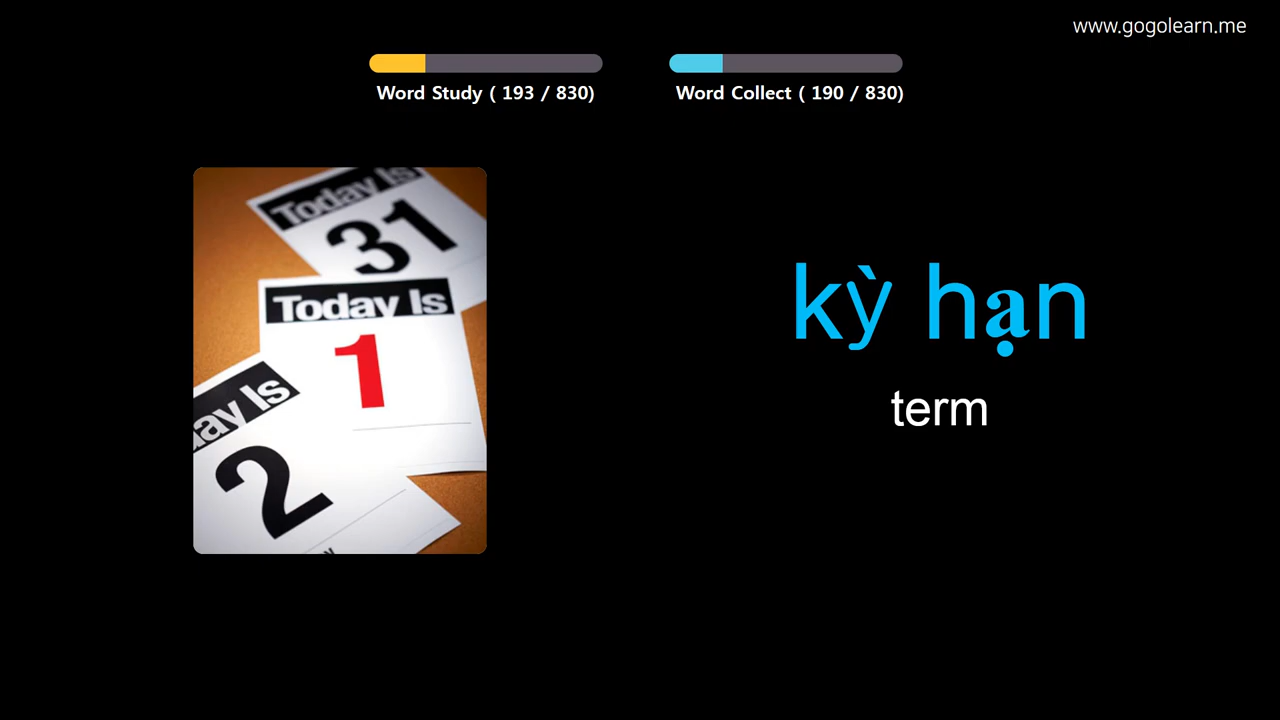 www.gogolearn.me
Word Study ( 193 / 830)
Word Collect ( 190 / 830)
Today Is
31
Today Is
1
ay Is
2
kỳ hạn
term